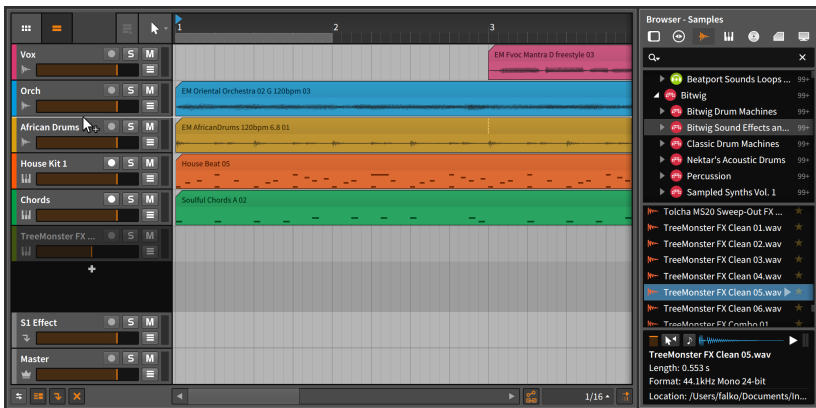 1
2
3
Vox
S M
EM Fvoc Mantra D freestyle 03
Orch
S M
EM Oriental Orchestra 02 G 120bpm 03
African Drums
S M
EM AfricanDrums 120bpm 6.8 01
House Kit 1
S M
House Beat 05
Chords
S M
Soulful Chords A 02
TreeMonster FX ...
S M
+
S1 Effect
S M
Master
S M
1/16
Browser - Samples
Beatport Sounds Loops ... 99+
Bitwig 99+
Bitwig Drum Machines 99+
Bitwig Sound Effects an... 99+
Classic Drum Machines 99+
Nektar's Acoustic Drums 99+
Percussion 99+
Sampled Synths Vol. 1 99+
Tolcha MS20 Sweep-Out FX ...
TreeMonster FX Clean 01.wav
TreeMonster FX Clean 02.wav
TreeMonster FX Clean 03.wav
TreeMonster FX Clean 04.wav
TreeMonster FX Clean 05.wav
TreeMonster FX Clean 06.wav
TreeMonster FX Combo 01
TreeMonster FX Clean 05.wav
Length: 0.553 s
Format: 44.1kHz Mono 24-bit
Location: /Users/falko/Documents/In...